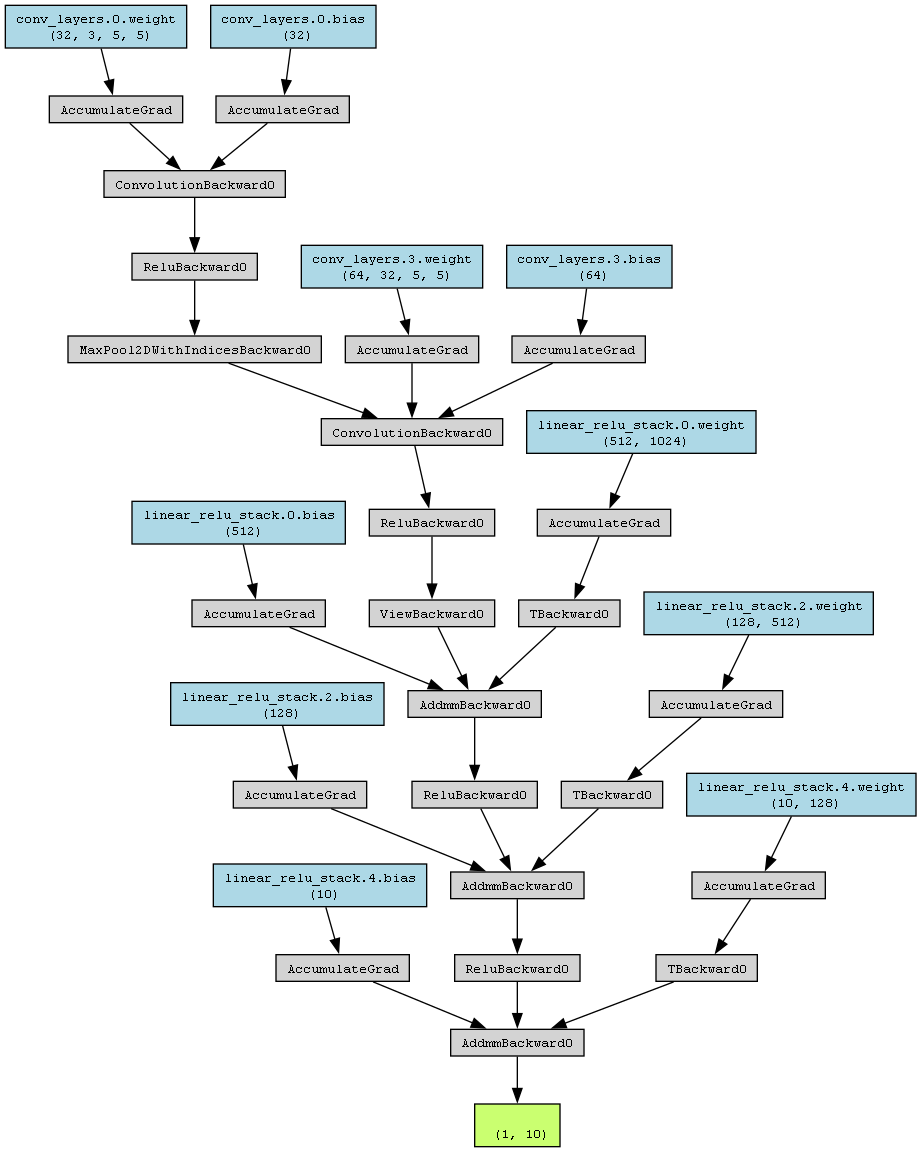 conv_layers.0.weight
(32, 3, 5, 5)
conv_layers.0.bias
(32)
AccumulateGrad
AccumulateGrad
ConvolutionBackward0
ReluBackward0
conv_layers.3.weight
(64, 32, 5, 5)
conv_layers.3.bias
(64)
MaxPool2DWithIndicesBackward0
AccumulateGrad
AccumulateGrad
ConvolutionBackward0
linear_relu_stack.0.weight
(512, 1024)
linear_relu_stack.0.bias
(512)
ReluBackward0
AccumulateGrad
AccumulateGrad
ViewBackward0
TBackward0
linear_relu_stack.2.weight
(128, 512)
linear_relu_stack.2.bias
(128)
AddmmBackward0
AccumulateGrad
AccumulateGrad
ReluBackward0
TBackward0
linear_relu_stack.4.weight
(10, 128)
linear_relu_stack.4.bias
(10)
AddmmBackward0
AccumulateGrad
AccumulateGrad
ReluBackward0
TBackward0
AddmmBackward0
(1, 10)